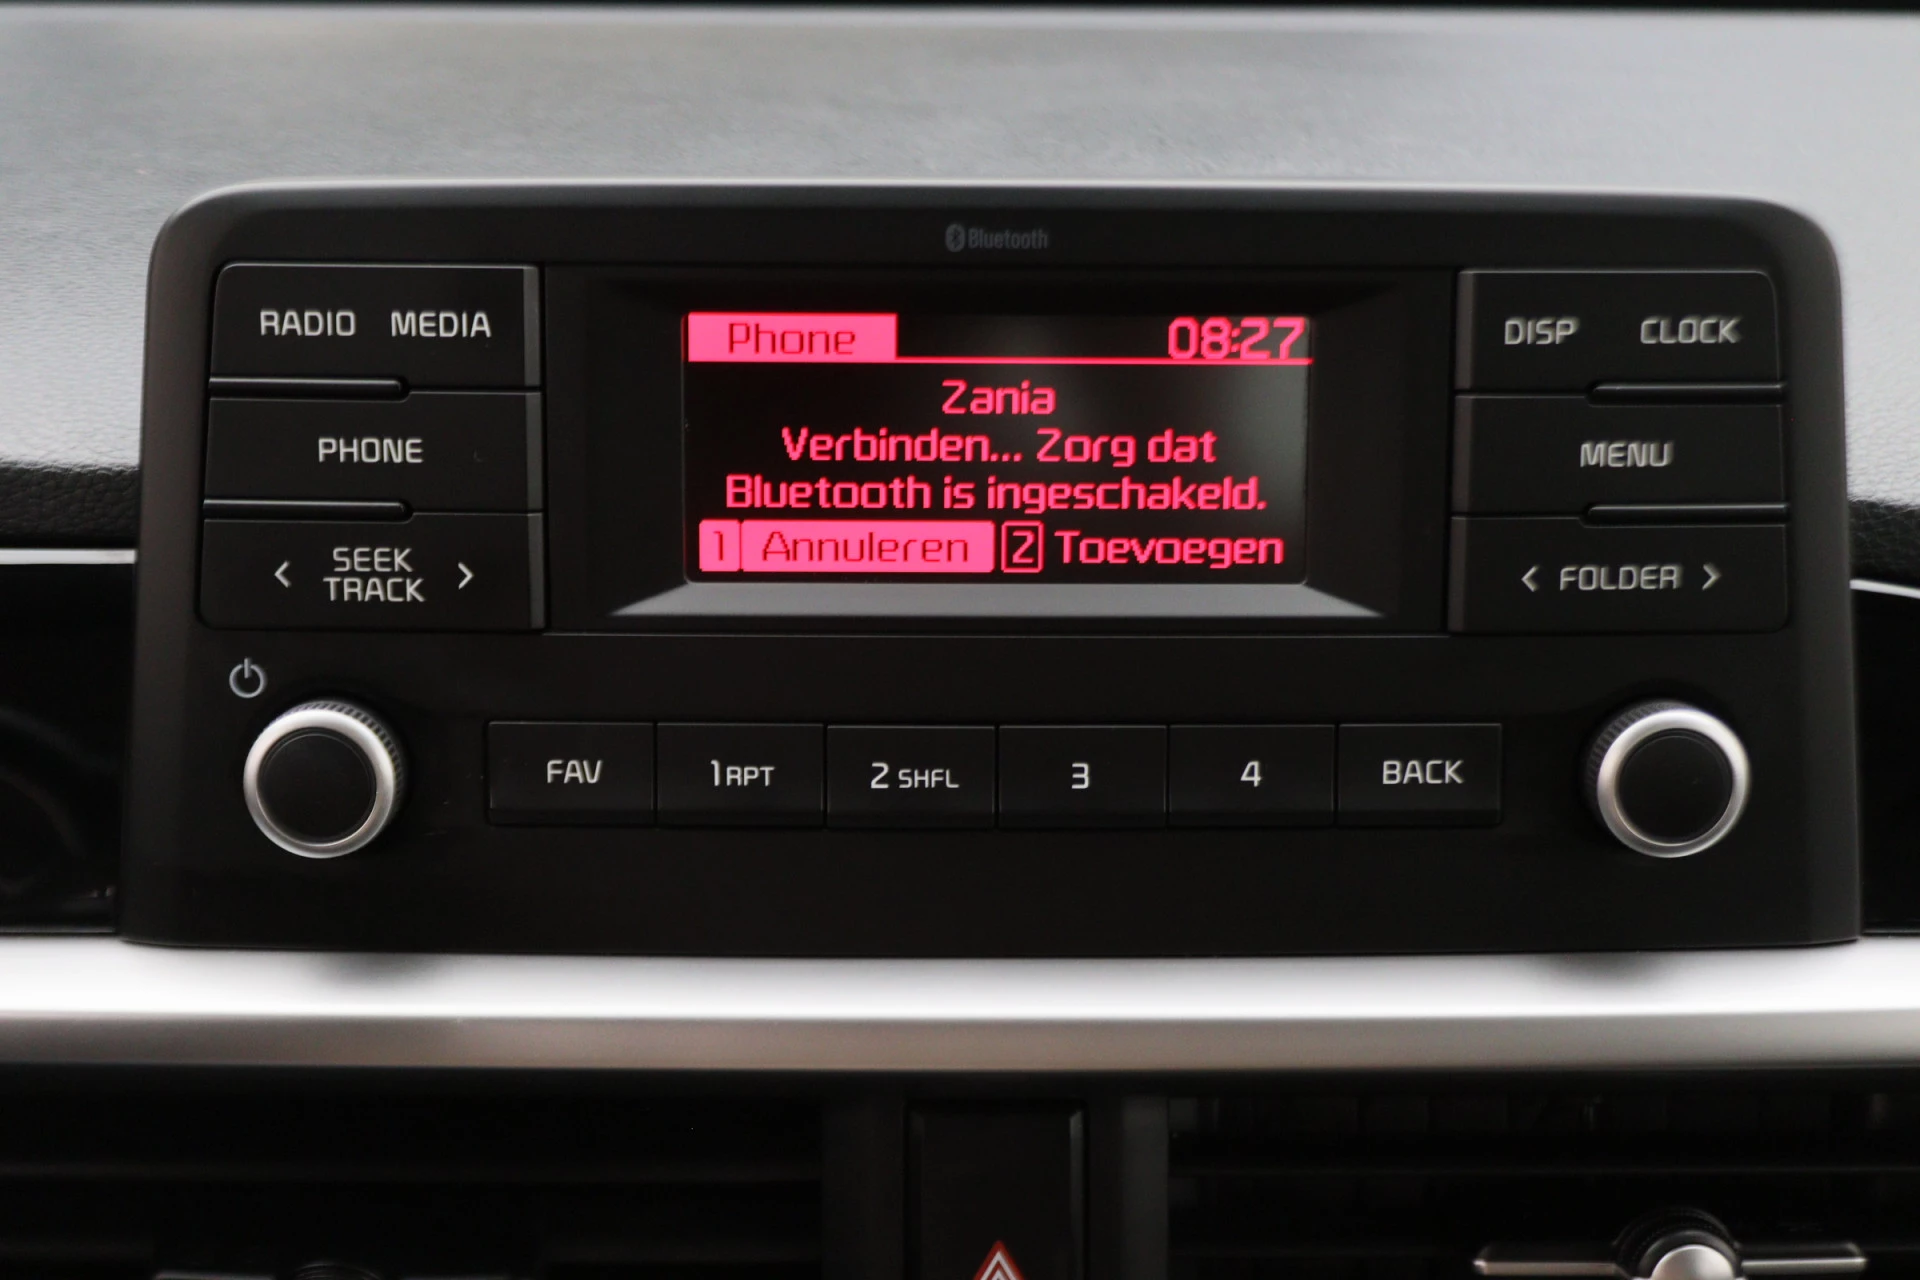 Bluetooth
RADIO MEDIA
PHONE
< SEEK TRACK >
Phone 08:27
Zania
Verbinden... Zorg dat
Bluetooth is ingeschakeld.
1 Annuleren 2 Toevoegen
DISP CLOCK
MENU
< FOLDER >
FAV 1 RPT 2 SHFL 3 4 BACK